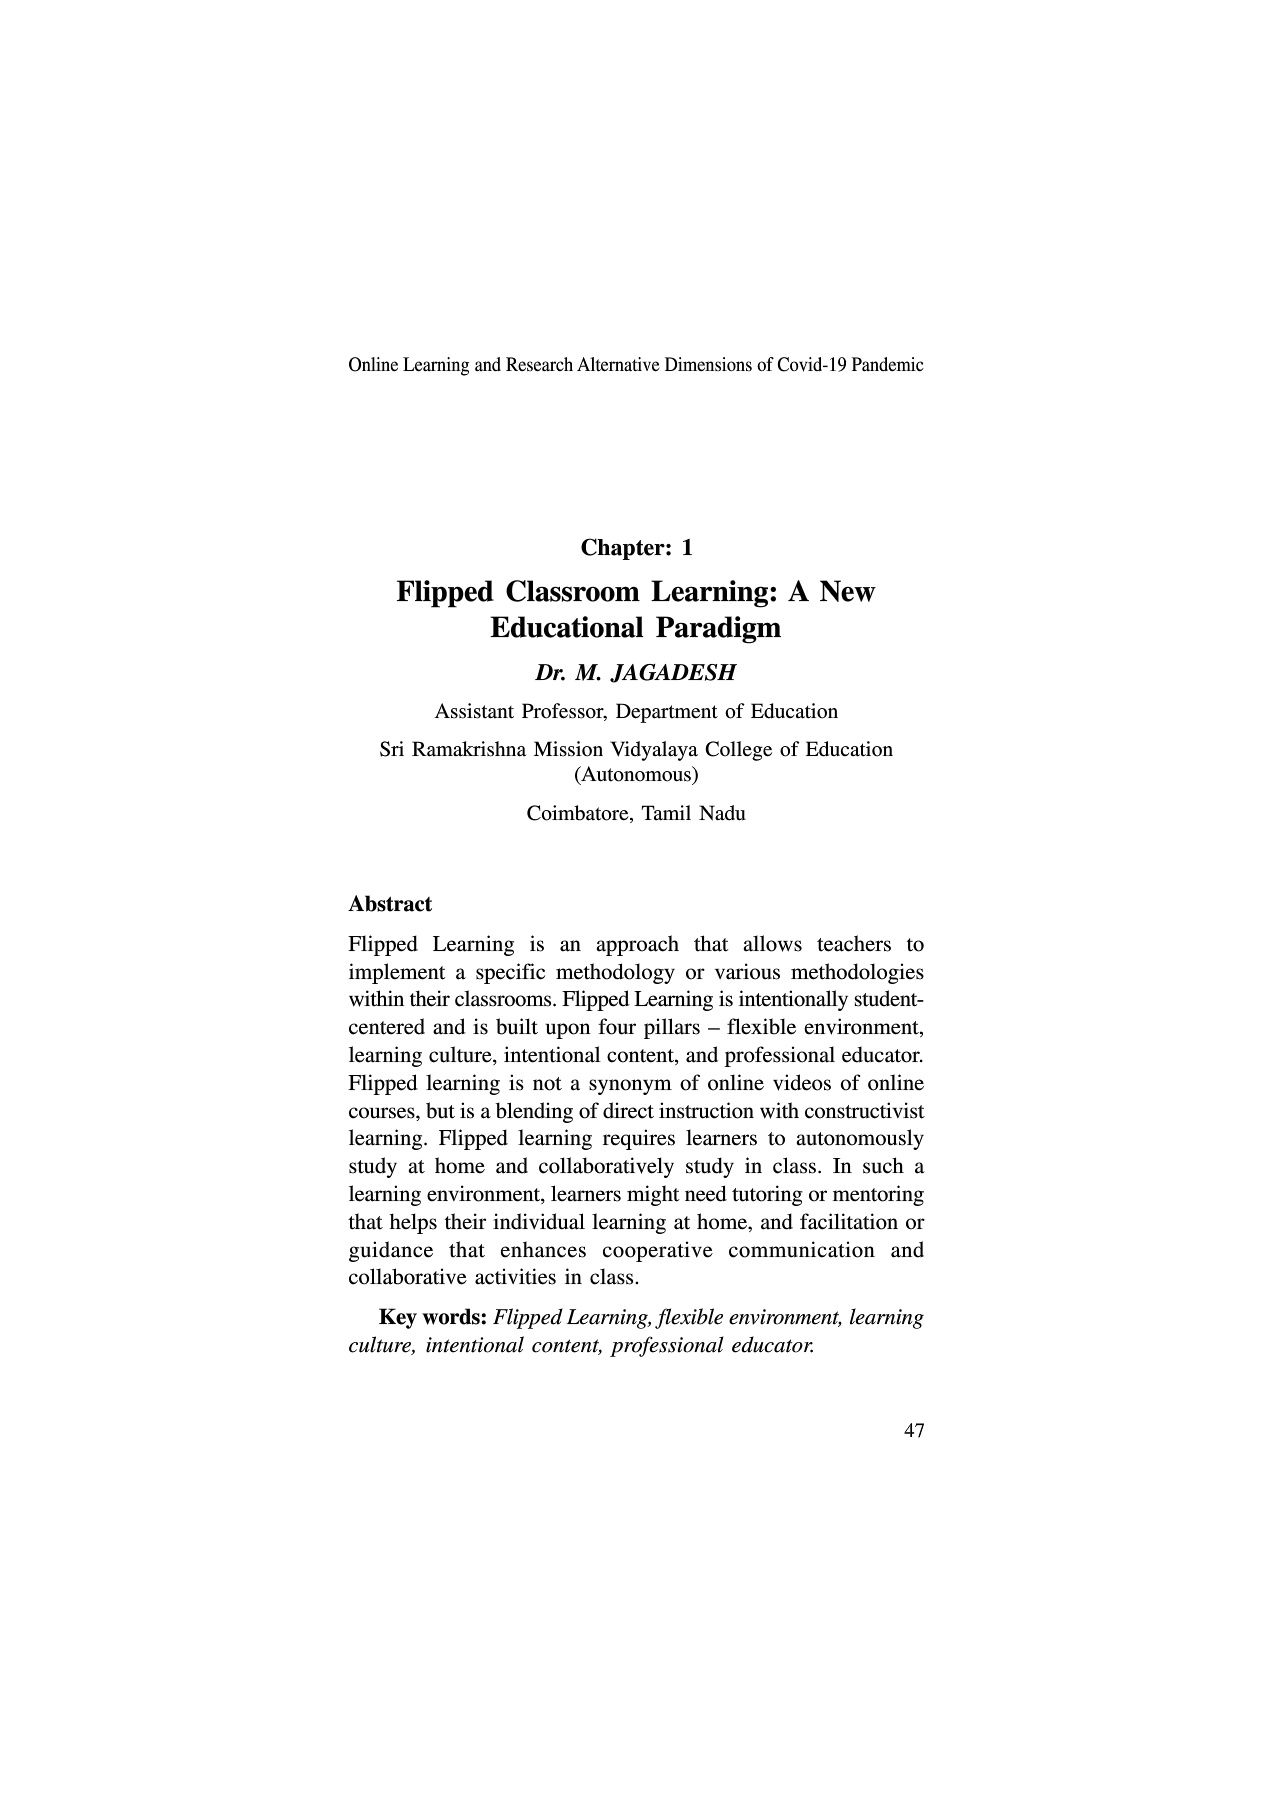 Online Learning and Research Alternative Dimensions of Covid-19 Pandemic
Chapter: 1
Flipped Classroom Learning: A New
Educational Paradigm
Dr. M. JAGADESH
Assistant Professor, Department of Education
Sri Ramakrishna Mission Vidyalaya College of Education
(Autonomous)
Coimbatore, Tamil Nadu
Abstract
Flipped Learning is an approach that allows teachers to
implement a specific methodology or various methodologies
within their classrooms. Flipped Learning is intentionally student-
centered and is built upon four pillars – flexible environment,
learning culture, intentional content, and professional educator.
Flipped learning is not a synonym of online videos of online
courses, but is a blending of direct instruction with constructivist
learning. Flipped learning requires learners to autonomously
study at home and collaboratively study in class. In such a
learning environment, learners might need tutoring or mentoring
that helps their individual learning at home, and facilitation or
guidance that enhances cooperative communication and
collaborative activities in class.
Key words: Flipped Learning, flexible environment, learning
culture, intentional content, professional educator.
47